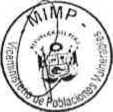 - MIMP -
Viceministerio de Poblaciones Vulnerables